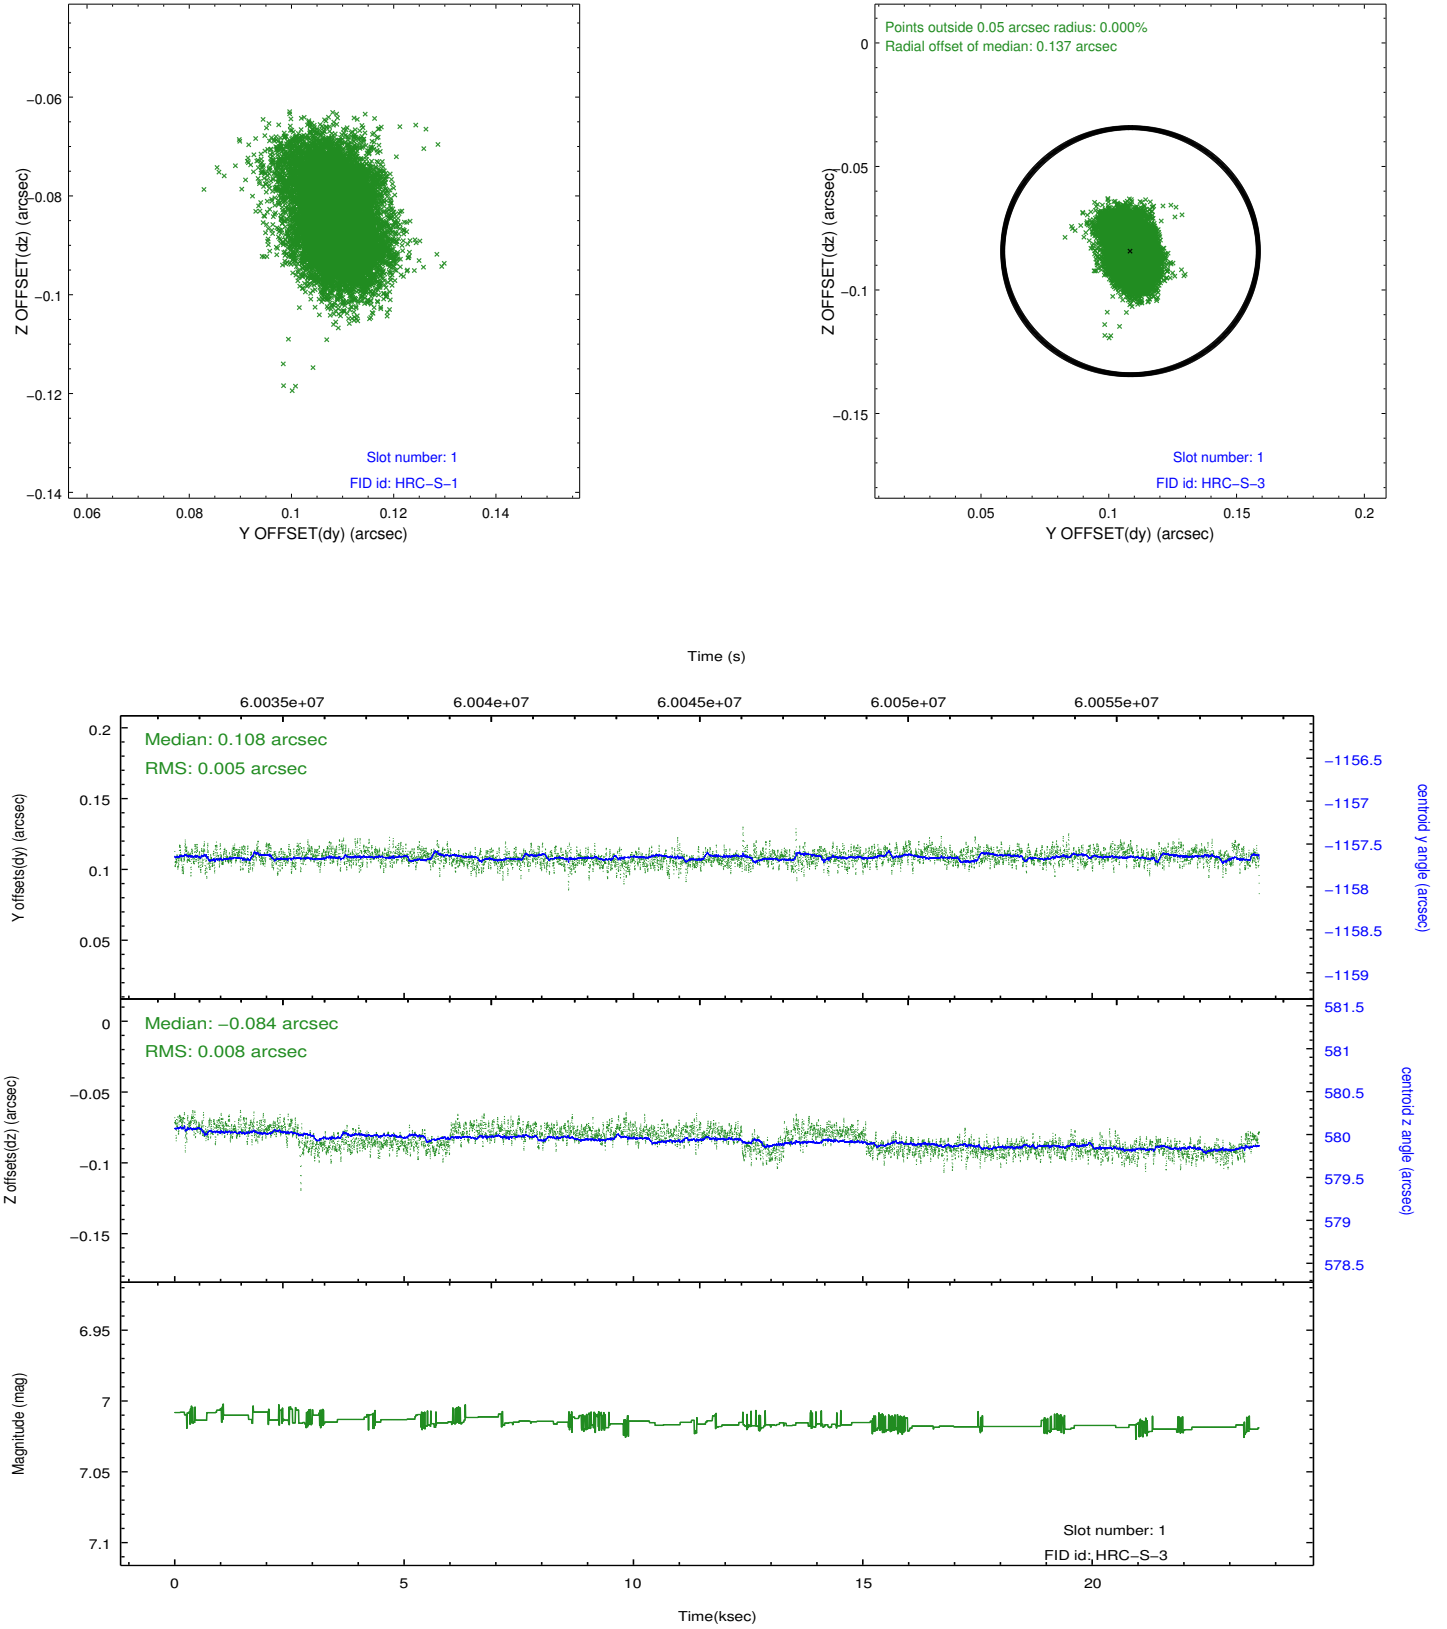 −0.06
−0.08
−0.1
−0.12
−0.14
Z OFFSET(dz) (arcsec)
0.06 0.08 0.1 0.12 0.14
Y OFFSET(dy) (arcsec)
Slot number: 1
FID id: HRC−S−1
Points outside 0.05 arcsec radius: 0.000%
Radial offset of median: 0.137 arcsec
0
−0.05
−0.1
−0.15
Z OFFSET(dz) (arcsec)
0.05 0.1 0.15 0.2
Y OFFSET(dy) (arcsec)
Slot number: 1
FID id: HRC−S−3
Time (s)
6.0035e+07 6.004e+07 6.0045e+07 6.005e+07 6.0055e+07
Median: 0.108 arcsec
RMS: 0.005 arcsec
0.2
0.15
0.1
0.05
Y offsets(dy) (arcsec)
−1156.5
−1157
−1157.5
−1158
−1158.5
−1159
centroid y angle (arcsec)
Median: −0.084 arcsec
RMS: 0.008 arcsec
0
−0.05
−0.1
−0.15
Z offsets(dz) (arcsec)
581.5
581
580.5
580
579.5
579
578.5
centroid z angle (arcsec)
6.95
7
7.05
7.1
Magnitude (mag)
Slot number: 1
FID id: HRC−S−3
0 5 10 15 20
Time(ksec)